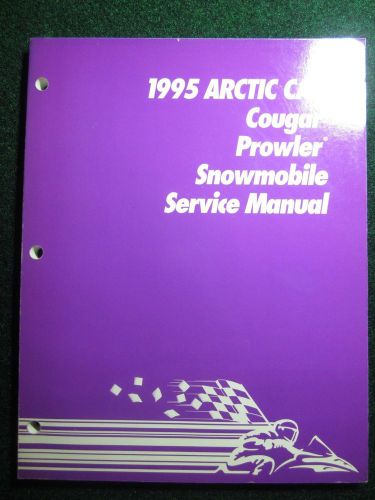 1995 ARCTIC
Cougar
Prowler®
Snowmobile
Service Manual